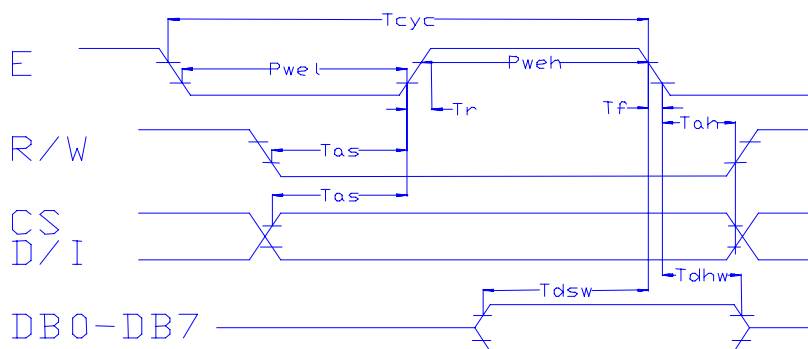 Tcyc
E
Pwel
Pweh
Tr
Tf
Tah
R/W
Tas
Tas
CS
D/I
Tdhw
Tdsw
DB0-DB7